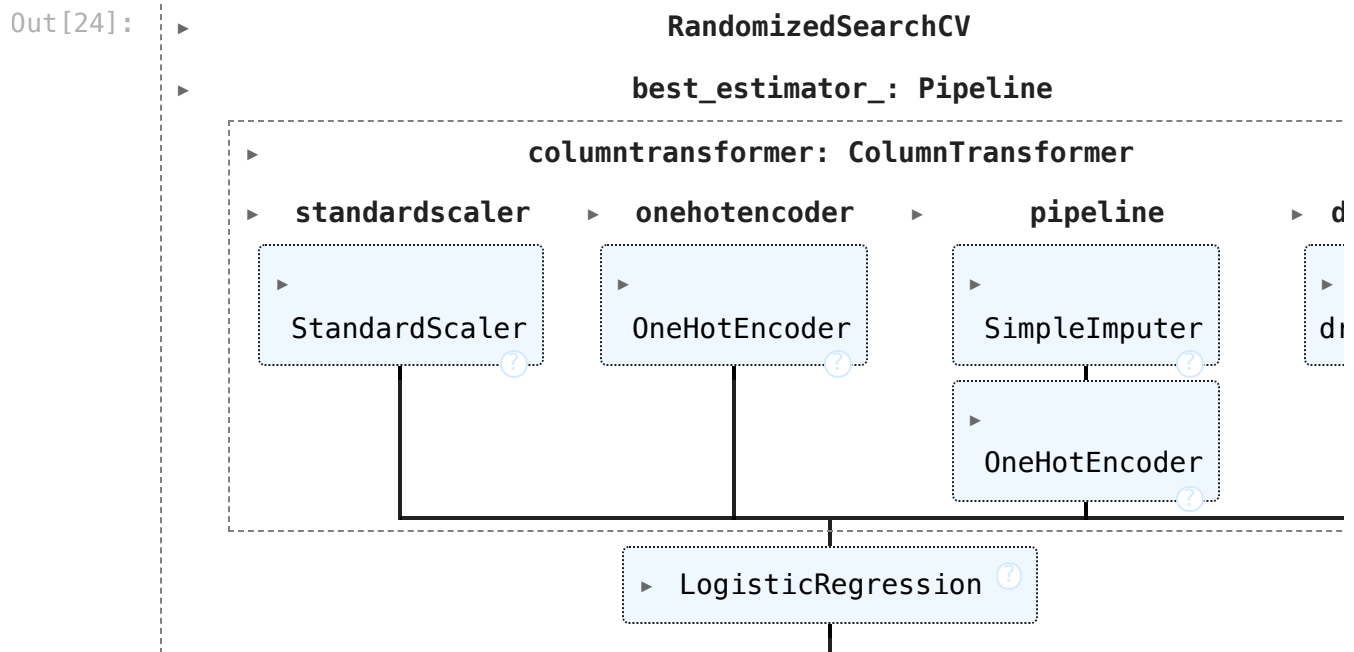 Out[24]:
RandomizedSearchCV
best_estimator_: Pipeline
columntransformer: ColumnTransformer
standardscaler onehotencoder pipeline
StandardScaler OneHotEncoder SimpleImputer
? ? ?
OneHotEncoder
?
LogisticRegression ?